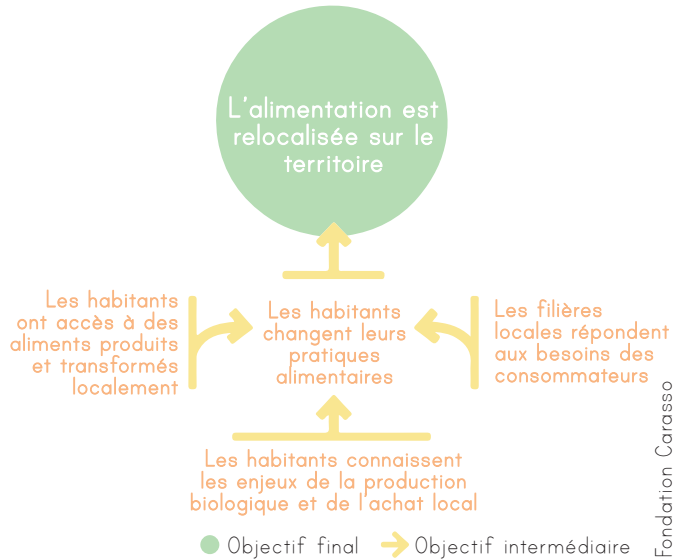 L'alimentation est
relocalisée sur le
territoire
Les habitants
ont accès à des
aliments produits
et transformés
localement
Les habitants
changent leurs
pratiques
alimentaires
Les filières
locales répondent
aux besoins des
consommateurs
Les habitants connaissent
les enjeux de la production
biologique et de l'achat local
Objectif final
Objectif intermédiaire
Fondation Carasso